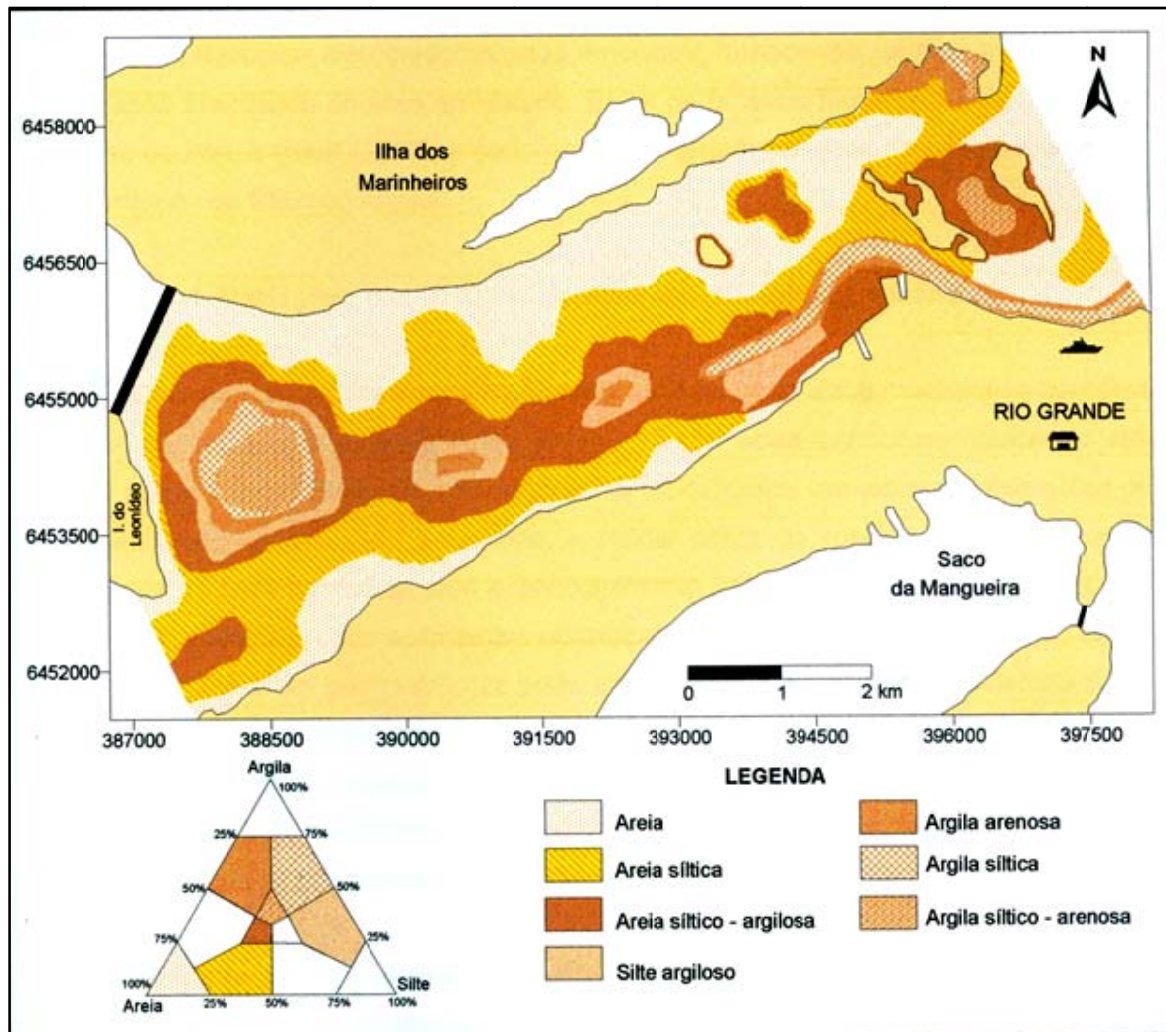 N
6458000
Ilha dos
Marinheiros
6456500
6455000
RIO GRANDE
I. do
Leonídeo
6453500
Saco
da Mangueira
6452000
0 1 2 km
387000 388500 390000 391500 393000 394500 396000 397500
Argila
100%
25% 75%
50% 50%
75% 25%
100% Silte
Areia 25% 50% 75% 100%
LEGENDA
Areia
Areia síltica
Areia síltico - argilosa
Silte argiloso
Argila arenosa
Argila síltica
Argila síltico - arenosa